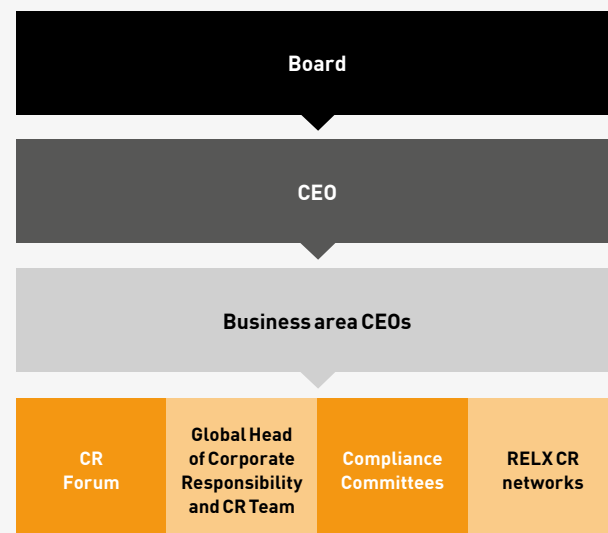 Board
CEO
Business area CEOs
CR
Forum
Global Head
of Corporate
Responsibility
and CR Team
Compliance
Committees
RELX CR
networks